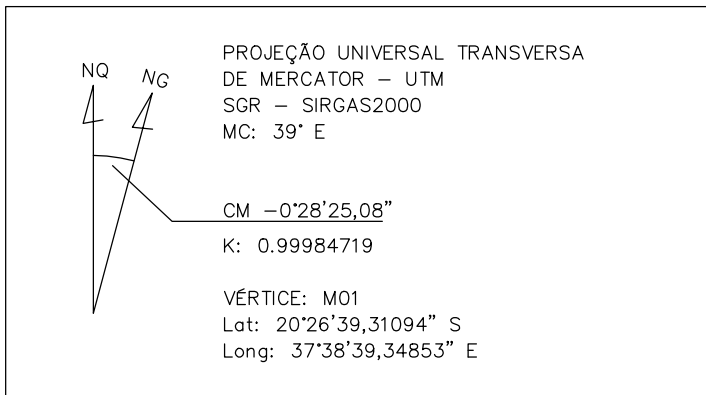 NQ NG
PROJEÇÃO UNIVERSAL TRANSVERSA
DE MERCATOR – UTM
SGR – SIRGAS2000
MC: 39° E
CM –0°28'25,08"
K: 0.99984719
VÉRTICE: M01
Lat: 20°26'39,31094" S
Long: 37°38'39,34853" E